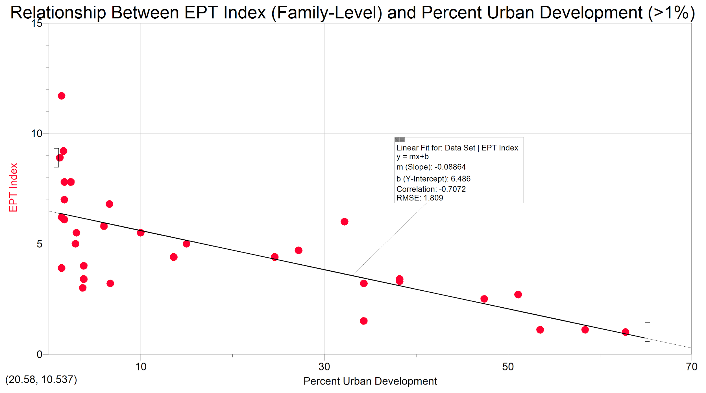 Relationship Between EPT Index (Family-Level) and Percent Urban Development (>1%)
15
10
EPT Index
5
0
Linear Fit for: Data Set | EPT Index
y = mx+b
m (Slope): -0.08864
b (Y-Intercept): 6.486
Correlation: -0.7072
RMSE: 1.809
10
30
50
70
(20.58, 10.537)
Percent Urban Development